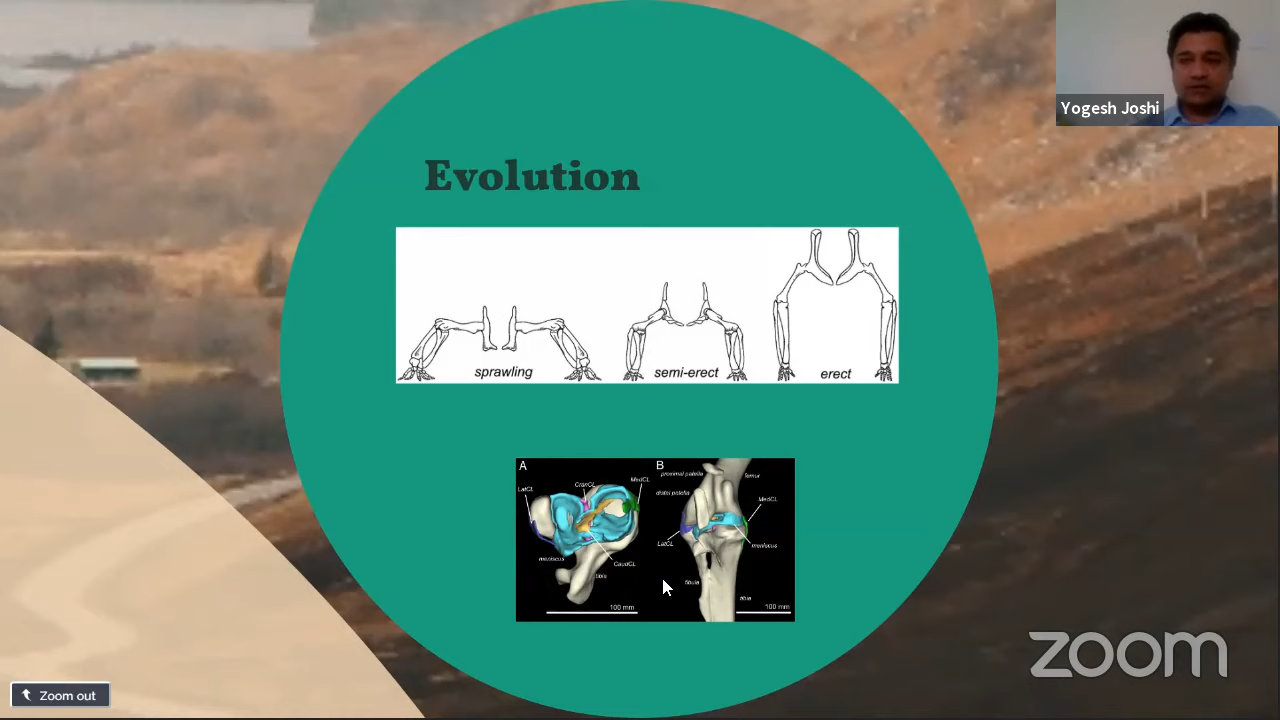 Yogesh Joshi
Evolution
sprawling
semi-erect
erect
A
LatCL
CranCL
MedCL
meniscus
CaudCL
tibia
100 mm
B
proximal patella
femur
distal patella
MedCL
LatCL
meniscus
fibula
tibia
100 mm
zoom
Zoom out